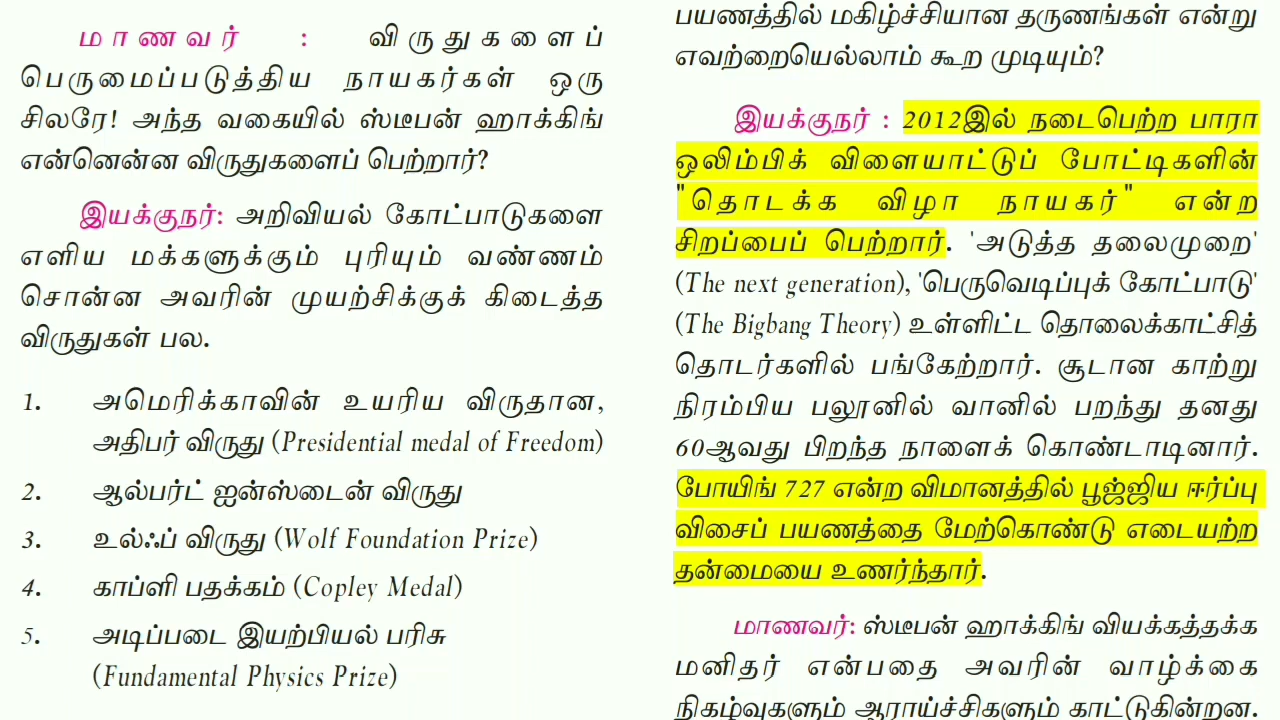 மாணவர் : விருதுகளைப்
பெருமைப்படுத்திய நாயகர்கள் ஒரு
சிலரே! அந்த வகையில் ஸ்டீபன் ஹாக்கிங்
என்னென்ன விருதுகளைப் பெற்றார்?
இயக்குநர்: அறிவியல் கோட்பாடுகளை
எளிய மக்களுக்கும் புரியும் வண்ணம்
சொன்ன அவரின் முயற்சிக்குக் கிடைத்த
விருதுகள் பல.
1. அமெரிக்காவின் உயரிய விருதான,
அதிபர் விருது (Presidential medal of Freedom)
2. ஆல்பர்ட் ஐன்ஸ்டைன் விருது
3. உல்ஃப் விருது (Wolf Foundation Prize)
4. காப்ளி பதக்கம் (Copley Medal)
5. அடிப்படை இயற்பியல் பரிசு
(Fundamental Physics Prize)
பயணத்தில் மகிழ்ச்சியான தருணங்கள் என்று
எவற்றையெல்லாம் கூற முடியும்?
இயக்குநர் : 2012இல் நடைபெற்ற பாரா
ஒலிம்பிக் விளையாட்டுப் போட்டிகளின்
"தொடக்க விழா நாயகர்" என்ற
சிறப்பைப் பெற்றார். 'அடுத்த தலைமுறை'
(The next generation), 'பெருவெடிப்புக் கோட்பாடு'
(The Bigbang Theory) உள்ளிட்ட தொலைக்காட்சித்
தொடர்களில் பங்கேற்றார். சூடான காற்று
நிரம்பிய பலூனில் வானில் பறந்து தனது
60ஆவது பிறந்த நாளைக் கொண்டாடினார்.
போயிங் 727 என்ற விமானத்தில் பூஜ்ஜிய ஈர்ப்பு
விசைப் பயணத்தை மேற்கொண்டு எடையற்ற
தன்மையை உணர்ந்தார்.
மாணவர்: ஸ்டீபன் ஹாக்கிங் வியக்கத்தக்க
மனிதர் என்பதை அவரின் வாழ்க்கை
நிகழ்வுகளும் ஆராய்ச்சிகளும் காட்டுகின்றன.